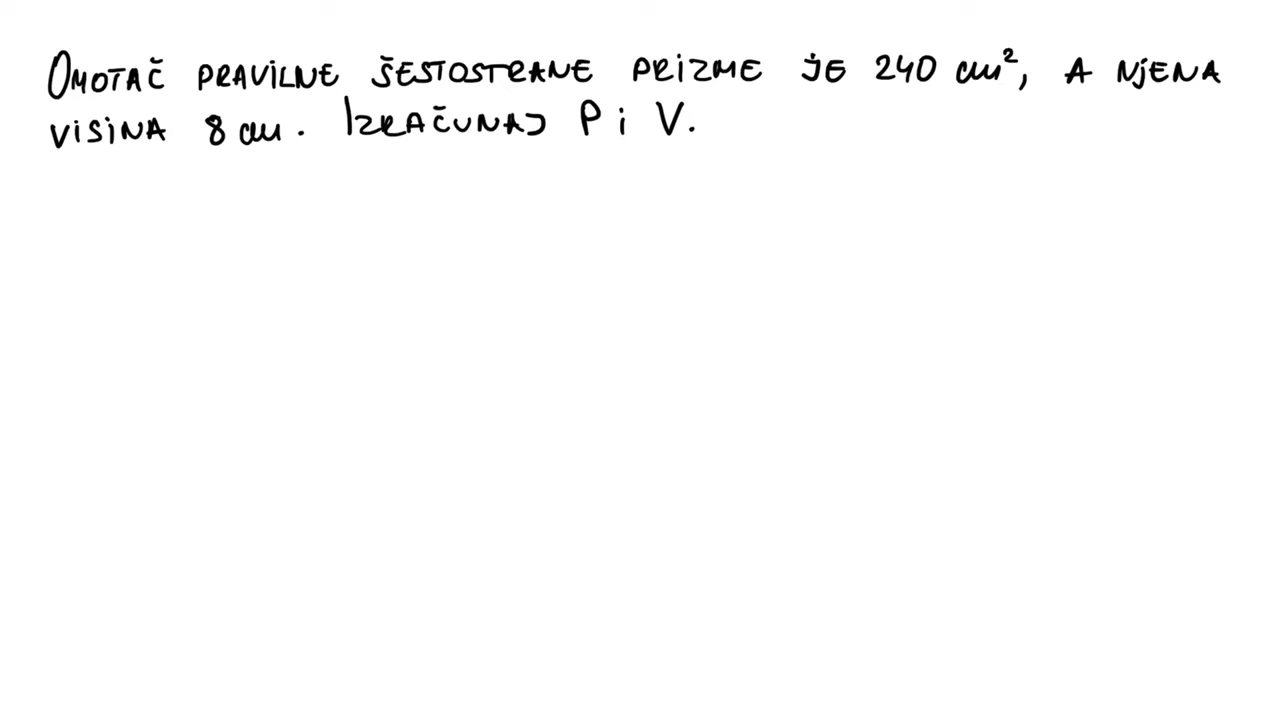 OMOTAČ PRAVILNE ŠESTOSTRANE PRIZME JE 240 cm², A NJENA
VISINA 8 cm. IZRAČUNAJ P i V.